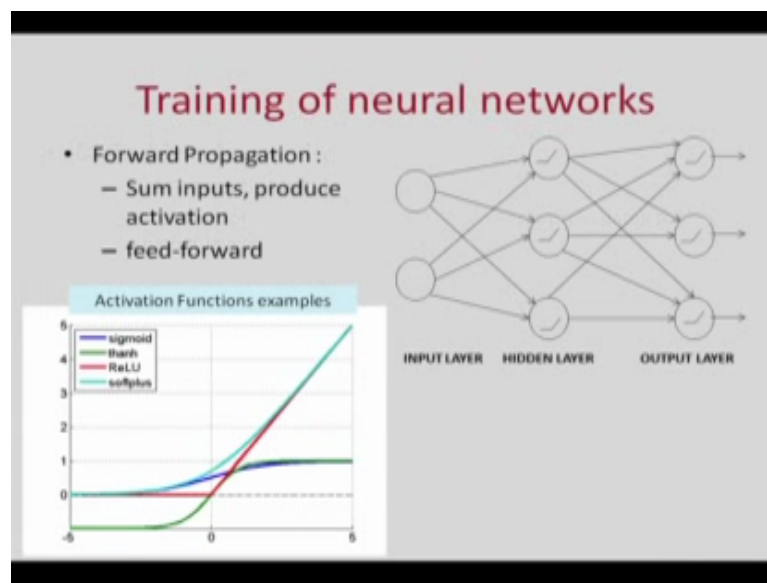 Training of neural networks
• Forward Propagation :
– Sum inputs, produce
activation
– feed-forward
Activation Functions examples
sigmoid
thanh
ReLU
softplus
5
4
3
2
1
0
-5
0
5
INPUT LAYER
HIDDEN LAYER
OUTPUT LAYER